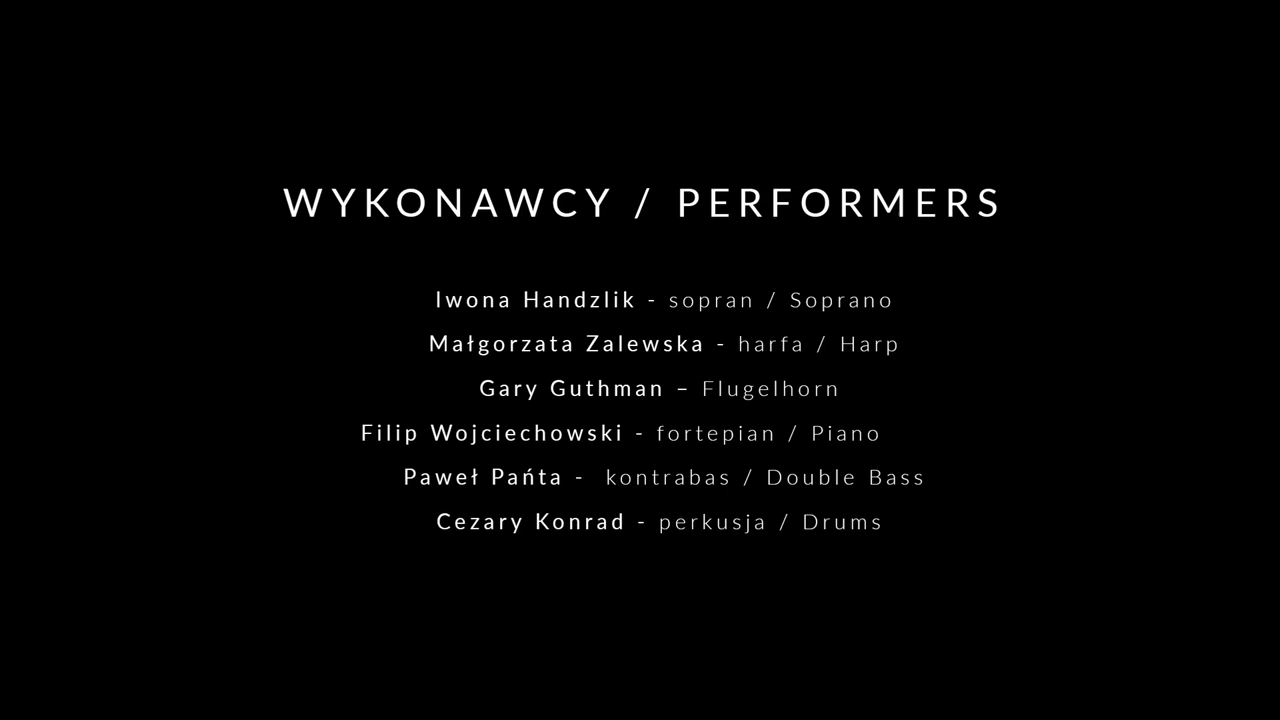 WYKONAWCY / PERFORMERS
Iwona Handzlik - sopran / Soprano
Małgorzata Zalewska - harfa / Harp
Gary Guthman – Flugelhorn
Filip Wojciechowski - fortepian / Piano
Paweł Pańta - kontrabas / Double Bass
Cezary Konrad - perkusja / Drums